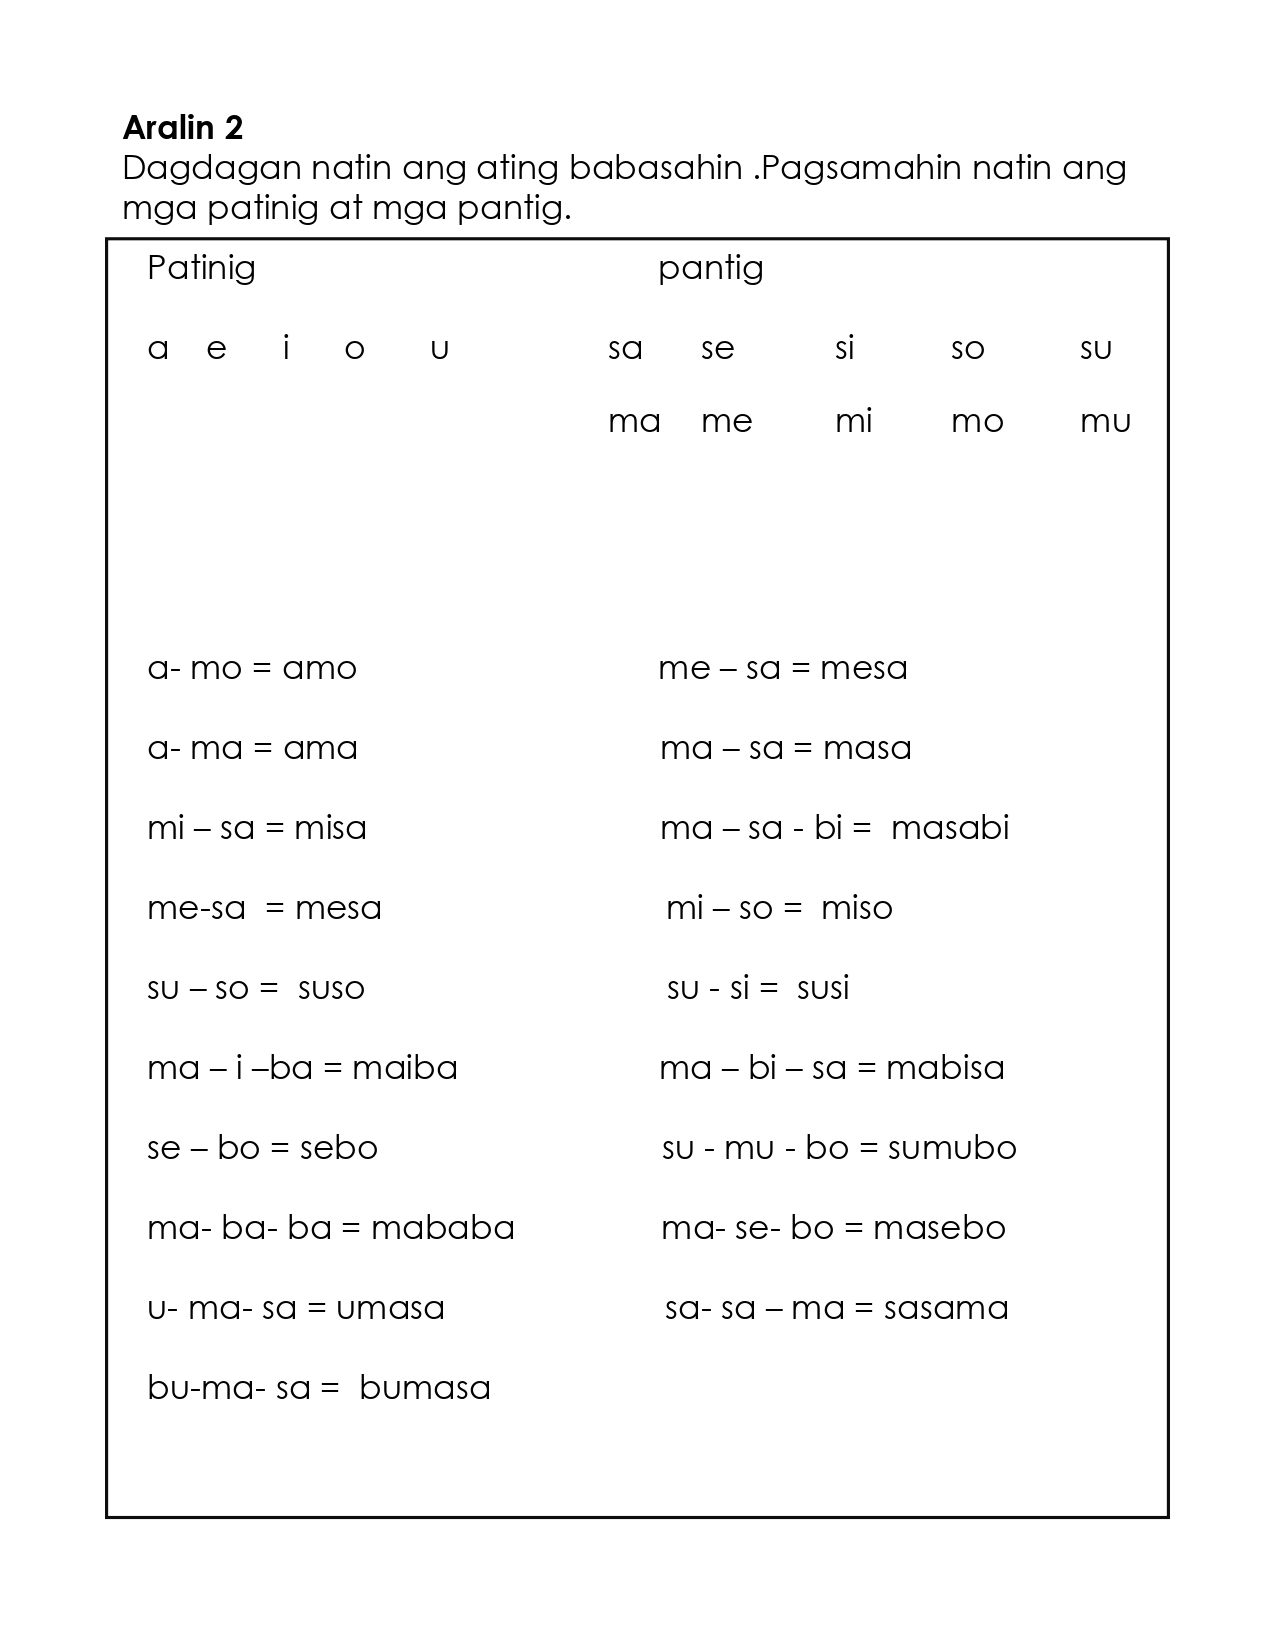 Aralin 2
Dagdagan natin ang ating babasahin .Pagsamahin natin ang
mga patinig at mga pantig.
Patinig pantig
a e i o u sa se si so su
ma me mi mo mu
a- mo = amo me – sa = mesa
a- ma = ama ma – sa = masa
mi – sa = misa ma – sa - bi = masabi
me-sa = mesa mi – so = miso
su – so = suso su - si = susi
ma – i –ba = maiba ma – bi – sa = mabisa
se – bo = sebo su - mu - bo = sumubo
ma- ba- ba = mababa ma- se- bo = masebo
u- ma- sa = umasa sa- sa – ma = sasama
bu-ma- sa = bumasa